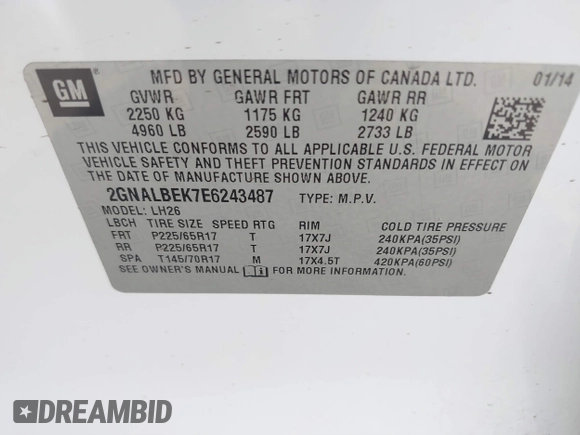 GM ® MFD BY GENERAL MOTORS OF CANADA LTD. 01/14
GVWR GAWR FRT GAWR RR
2250 KG 1175 KG 1240 KG
4960 LB 2590 LB 2733 LB
THIS VEHICLE CONFORMS TO ALL APPLICABLE U.S. FEDERAL MOTOR
VEHICLE SAFETY AND THEFT PREVENTION STANDARDS IN EFFECT ON
THE DATE OF MANUFACTURE SHOWN ABOVE.
2GNALBEK7E6243487 TYPE: M.P.V.
MODEL: LH26
LBCH TIRE SIZE SPEED RTG RIM COLD TIRE PRESSURE
FRT P225/65R17 T 17X7J 240KPA(35PSI)
RR P225/65R17 T 17X7J 240KPA(35PSI)
SPA T145/70R17 M 17X4.5T 420KPA(60PSI)
SEE OWNER'S MANUAL FOR MORE INFORMATION.
DREAMBID